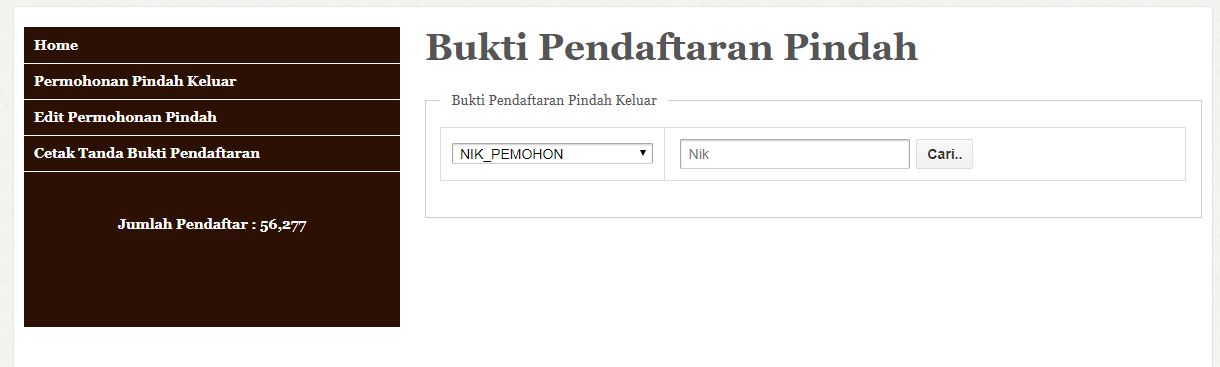 Home
Permohonan Pindah Keluar
Edit Permohonan Pindah
Cetak Tanda Bukti Pendaftaran
Jumlah Pendaftar : 56,277
Bukti Pendaftaran Pindah
Bukti Pendaftaran Pindah Keluar
NIK_PEMOHON
Nik
Cari..